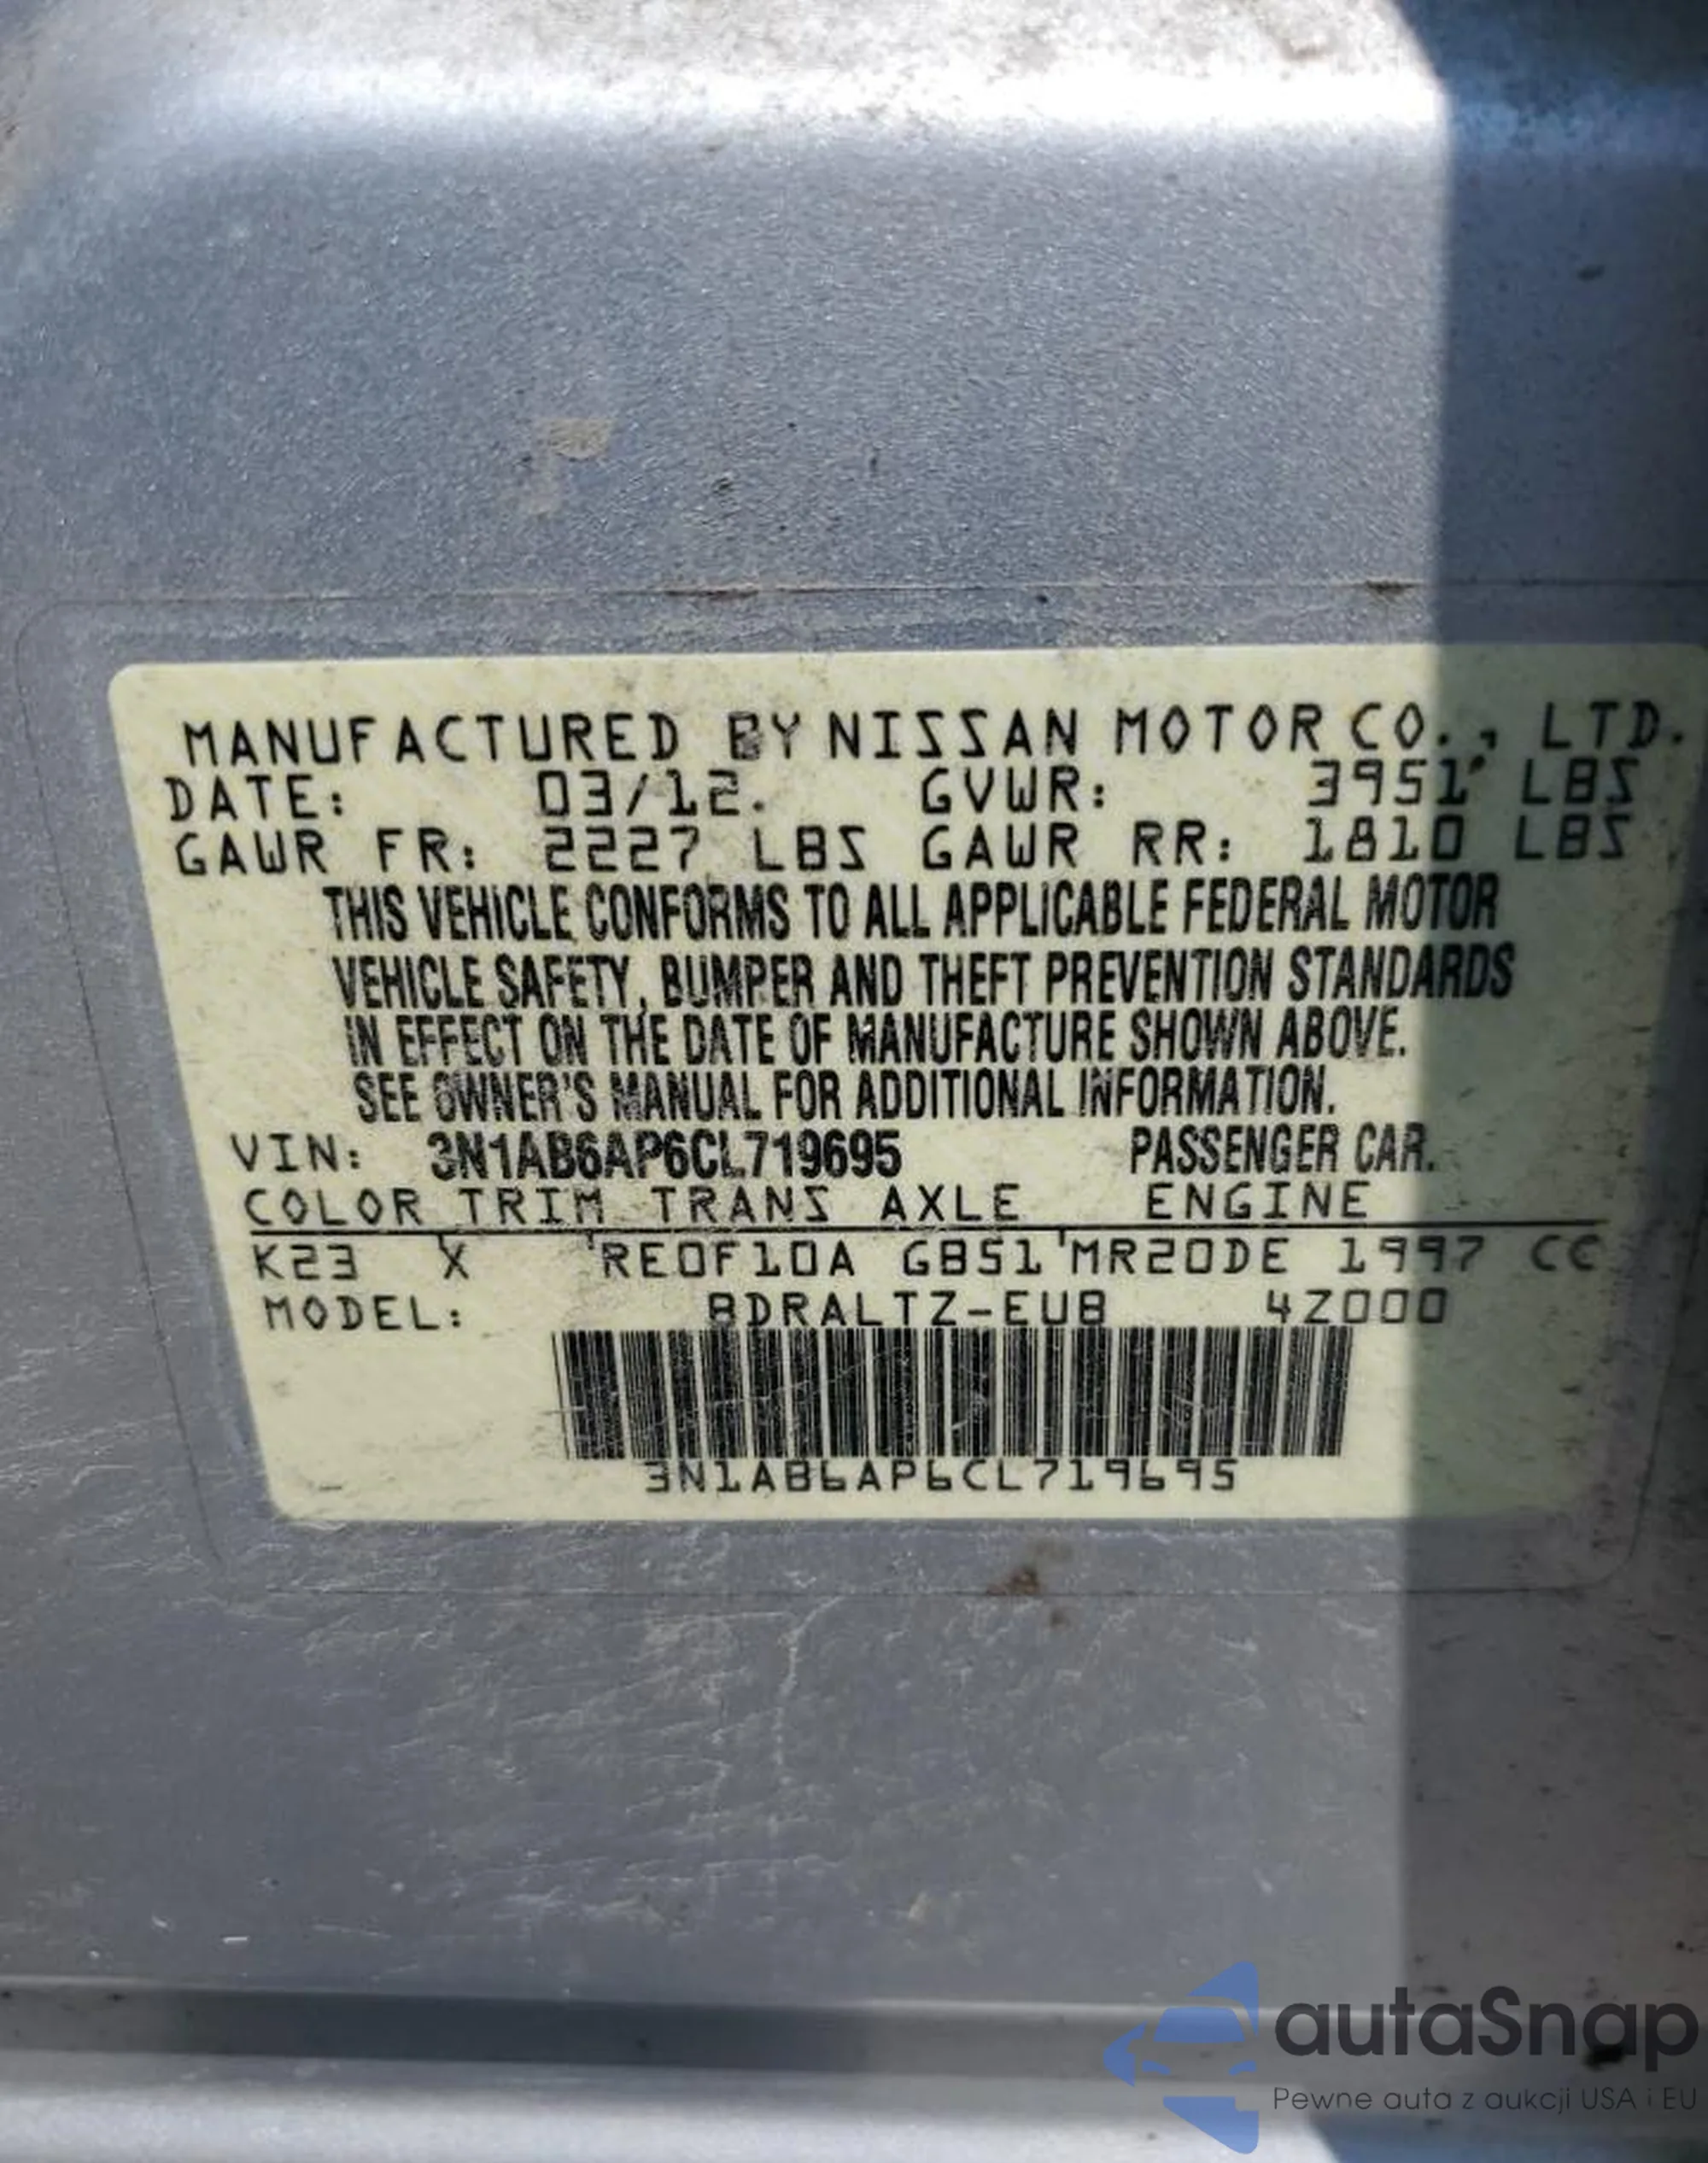 MANUFACTURED BY NISSAN MOTOR CO., LTD.
DATE: 03/12. GVWR: 3951 LBS
GAWR FR: 2227 LBS GAWR RR: 1810 LBS
THIS VEHICLE CONFORMS TO ALL APPLICABLE FEDERAL MOTOR
VEHICLE SAFETY, BUMPER AND THEFT PREVENTION STANDARDS
IN EFFECT ON THE DATE OF MANUFACTURE SHOWN ABOVE.
SEE OWNER'S MANUAL FOR ADDITIONAL INFORMATION.
VIN: 3N1AB6AP6CL719695 PASSENGER CAR.
COLOR TRIM TRANS AXLE ENGINE
K23 X RE0F10A GB51 MR20DE 1997 CC
MODEL: BDRALTZ-EUB 4Z000
3N1AB6AP6CL719695
autaSnap
Pewne auta z aukcji USA i EU